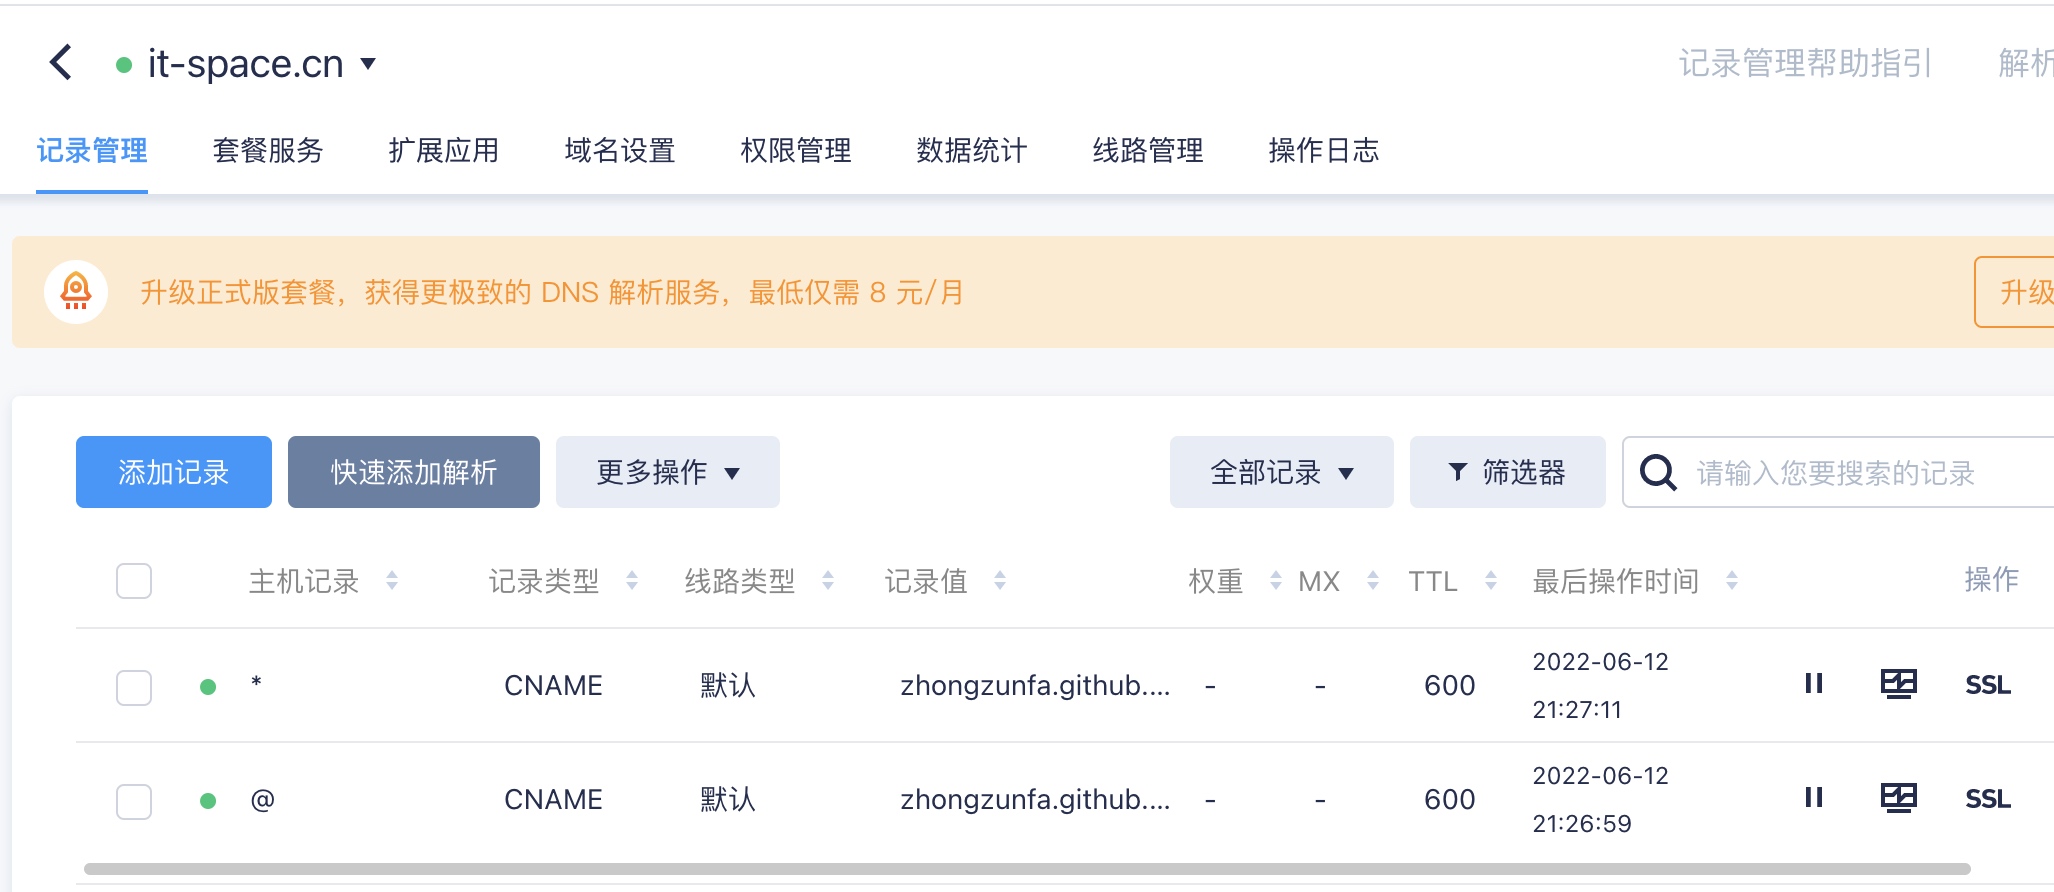 it-space.cn
记录管理帮助指引 解析
记录管理 套餐服务 扩展应用 域名设置 权限管理 数据统计 线路管理 操作日志
升级正式版套餐，获得更极致的 DNS 解析服务，最低仅需 8 元/月 升级
添加记录 快速添加解析 更多操作 全部记录 筛选器 请输入您要搜索的记录
主机记录 记录类型 线路类型 记录值 权重 MX TTL 最后操作时间 操作
* CNAME 默认 zhongzunfa.github.... - - 600 2022-06-12 SSL
21:27:11
@ CNAME 默认 zhongzunfa.github.... - - 600 2022-06-12 SSL
21:26:59